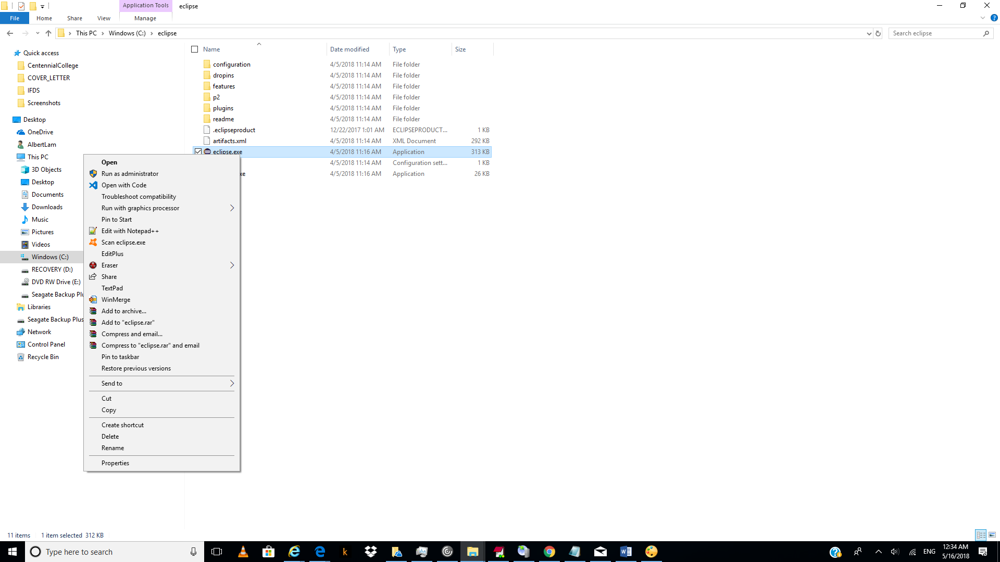 Application Tools
eclipse
File
Home
Share
View
Manage
This PC
Windows (C:)
eclipse
Search eclipse
Name
Date modified
Type
Size
Quick access
CentennialCollege
COVER_LETTER
IFDS
Screenshots
Desktop
OneDrive
AlbertLam
This PC
3D Objects
Desktop
Documents
Downloads
Music
Pictures
Videos
Windows (C:)
RECOVERY (D:)
DVD RW Drive (E:)
Seagate Backup Plu
Libraries
Seagate Backup Plus
Network
Control Panel
Recycle Bin
configuration 4/5/2018 11:14 AM File folder
dropins 4/5/2018 11:14 AM File folder
features 4/5/2018 11:14 AM File folder
p2 4/5/2018 11:14 AM File folder
plugins 4/5/2018 11:14 AM File folder
readme 4/5/2018 11:14 AM File folder
.eclipseproduct 12/22/2017 1:01 AM ECLIPSEPRODUCT... 1 KB
artifacts.xml 4/5/2018 11:14 AM XML Document 292 KB
eclipse.exe 4/5/2018 11:16 AM Application 313 KB
4/5/2018 11:14 AM Configuration sett... 1 KB
xe 4/5/2018 11:16 AM Application 26 KB
Open
Run as administrator
Open with Code
Troubleshoot compatibility
Run with graphics processor
Pin to Start
Edit with Notepad++
Scan eclipse.exe
EditPlus
Eraser
Share
TextPad
WinMerge
Add to archive...
Add to "eclipse.rar"
Compress and email...
Compress to "eclipse.rar" and email
Pin to taskbar
Restore previous versions
Send to
Cut
Copy
Create shortcut
Delete
Rename
Properties
11 items 1 item selected 312 KB
Type here to search
ENG
12:34 AM
5/16/2018